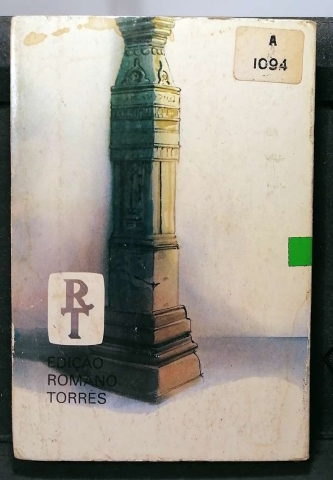 A
1094
RT
EDIÇÃO
ROMANO
TORRES